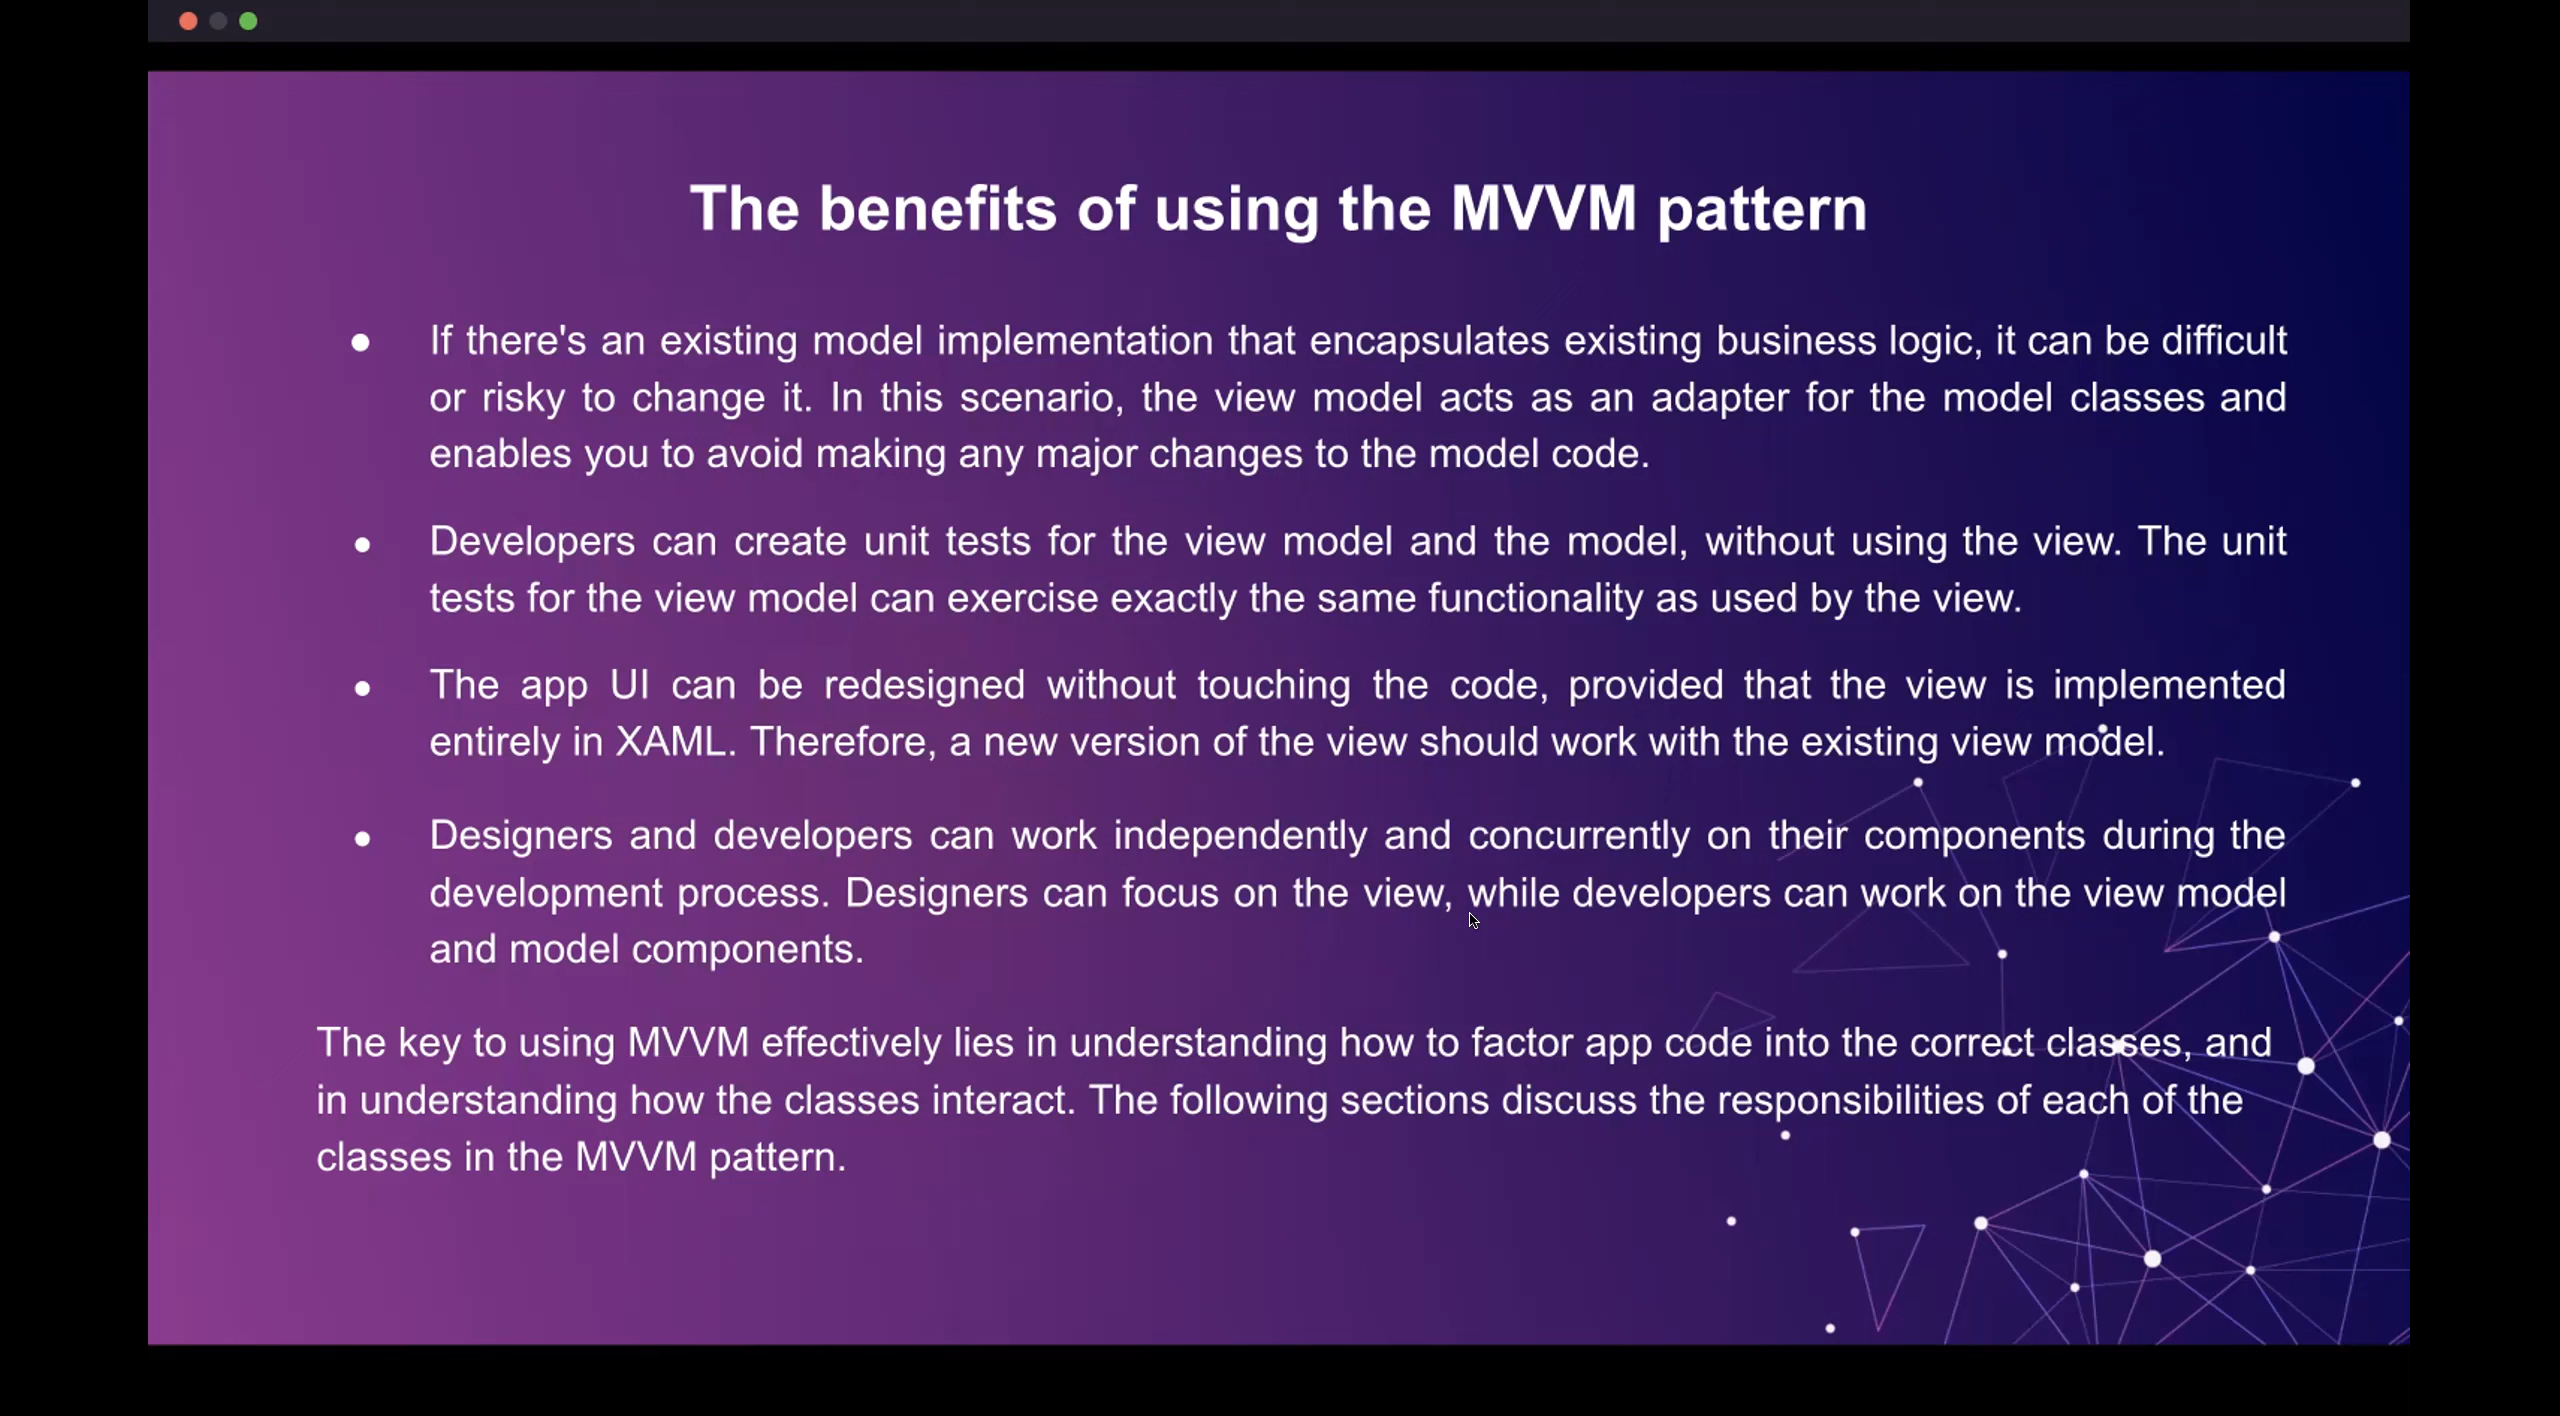 The benefits of using the MVVM pattern
● If there's an existing model implementation that encapsulates existing business logic, it can be difficult
or risky to change it. In this scenario, the view model acts as an adapter for the model classes and
enables you to avoid making any major changes to the model code.
● Developers can create unit tests for the view model and the model, without using the view. The unit
tests for the view model can exercise exactly the same functionality as used by the view.
● The app UI can be redesigned without touching the code, provided that the view is implemented
entirely in XAML. Therefore, a new version of the view should work with the existing view model.
● Designers and developers can work independently and concurrently on their components during the
development process. Designers can focus on the view, while developers can work on the view model
and model components.
The key to using MVVM effectively lies in understanding how to factor app code into the correct classes, and
in understanding how the classes interact. The following sections discuss the responsibilities of each of the
classes in the MVVM pattern.